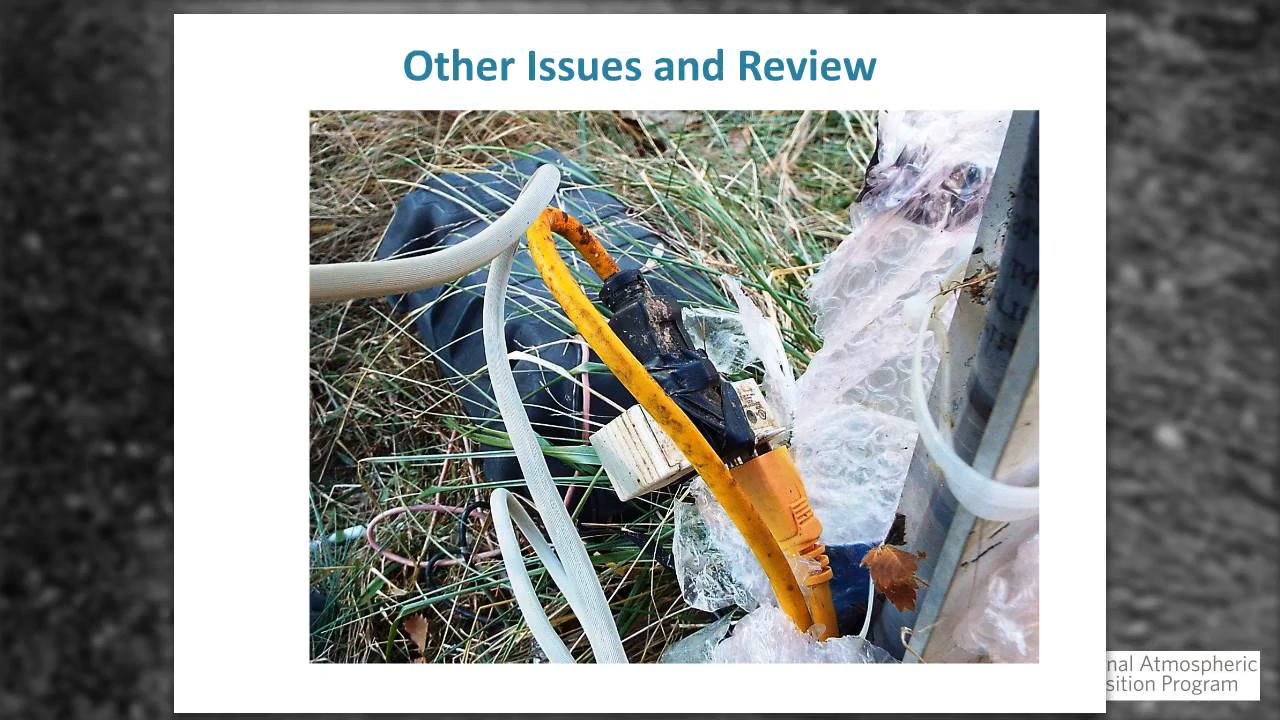 Other Issues and Review
nal Atmospheric
sition Program